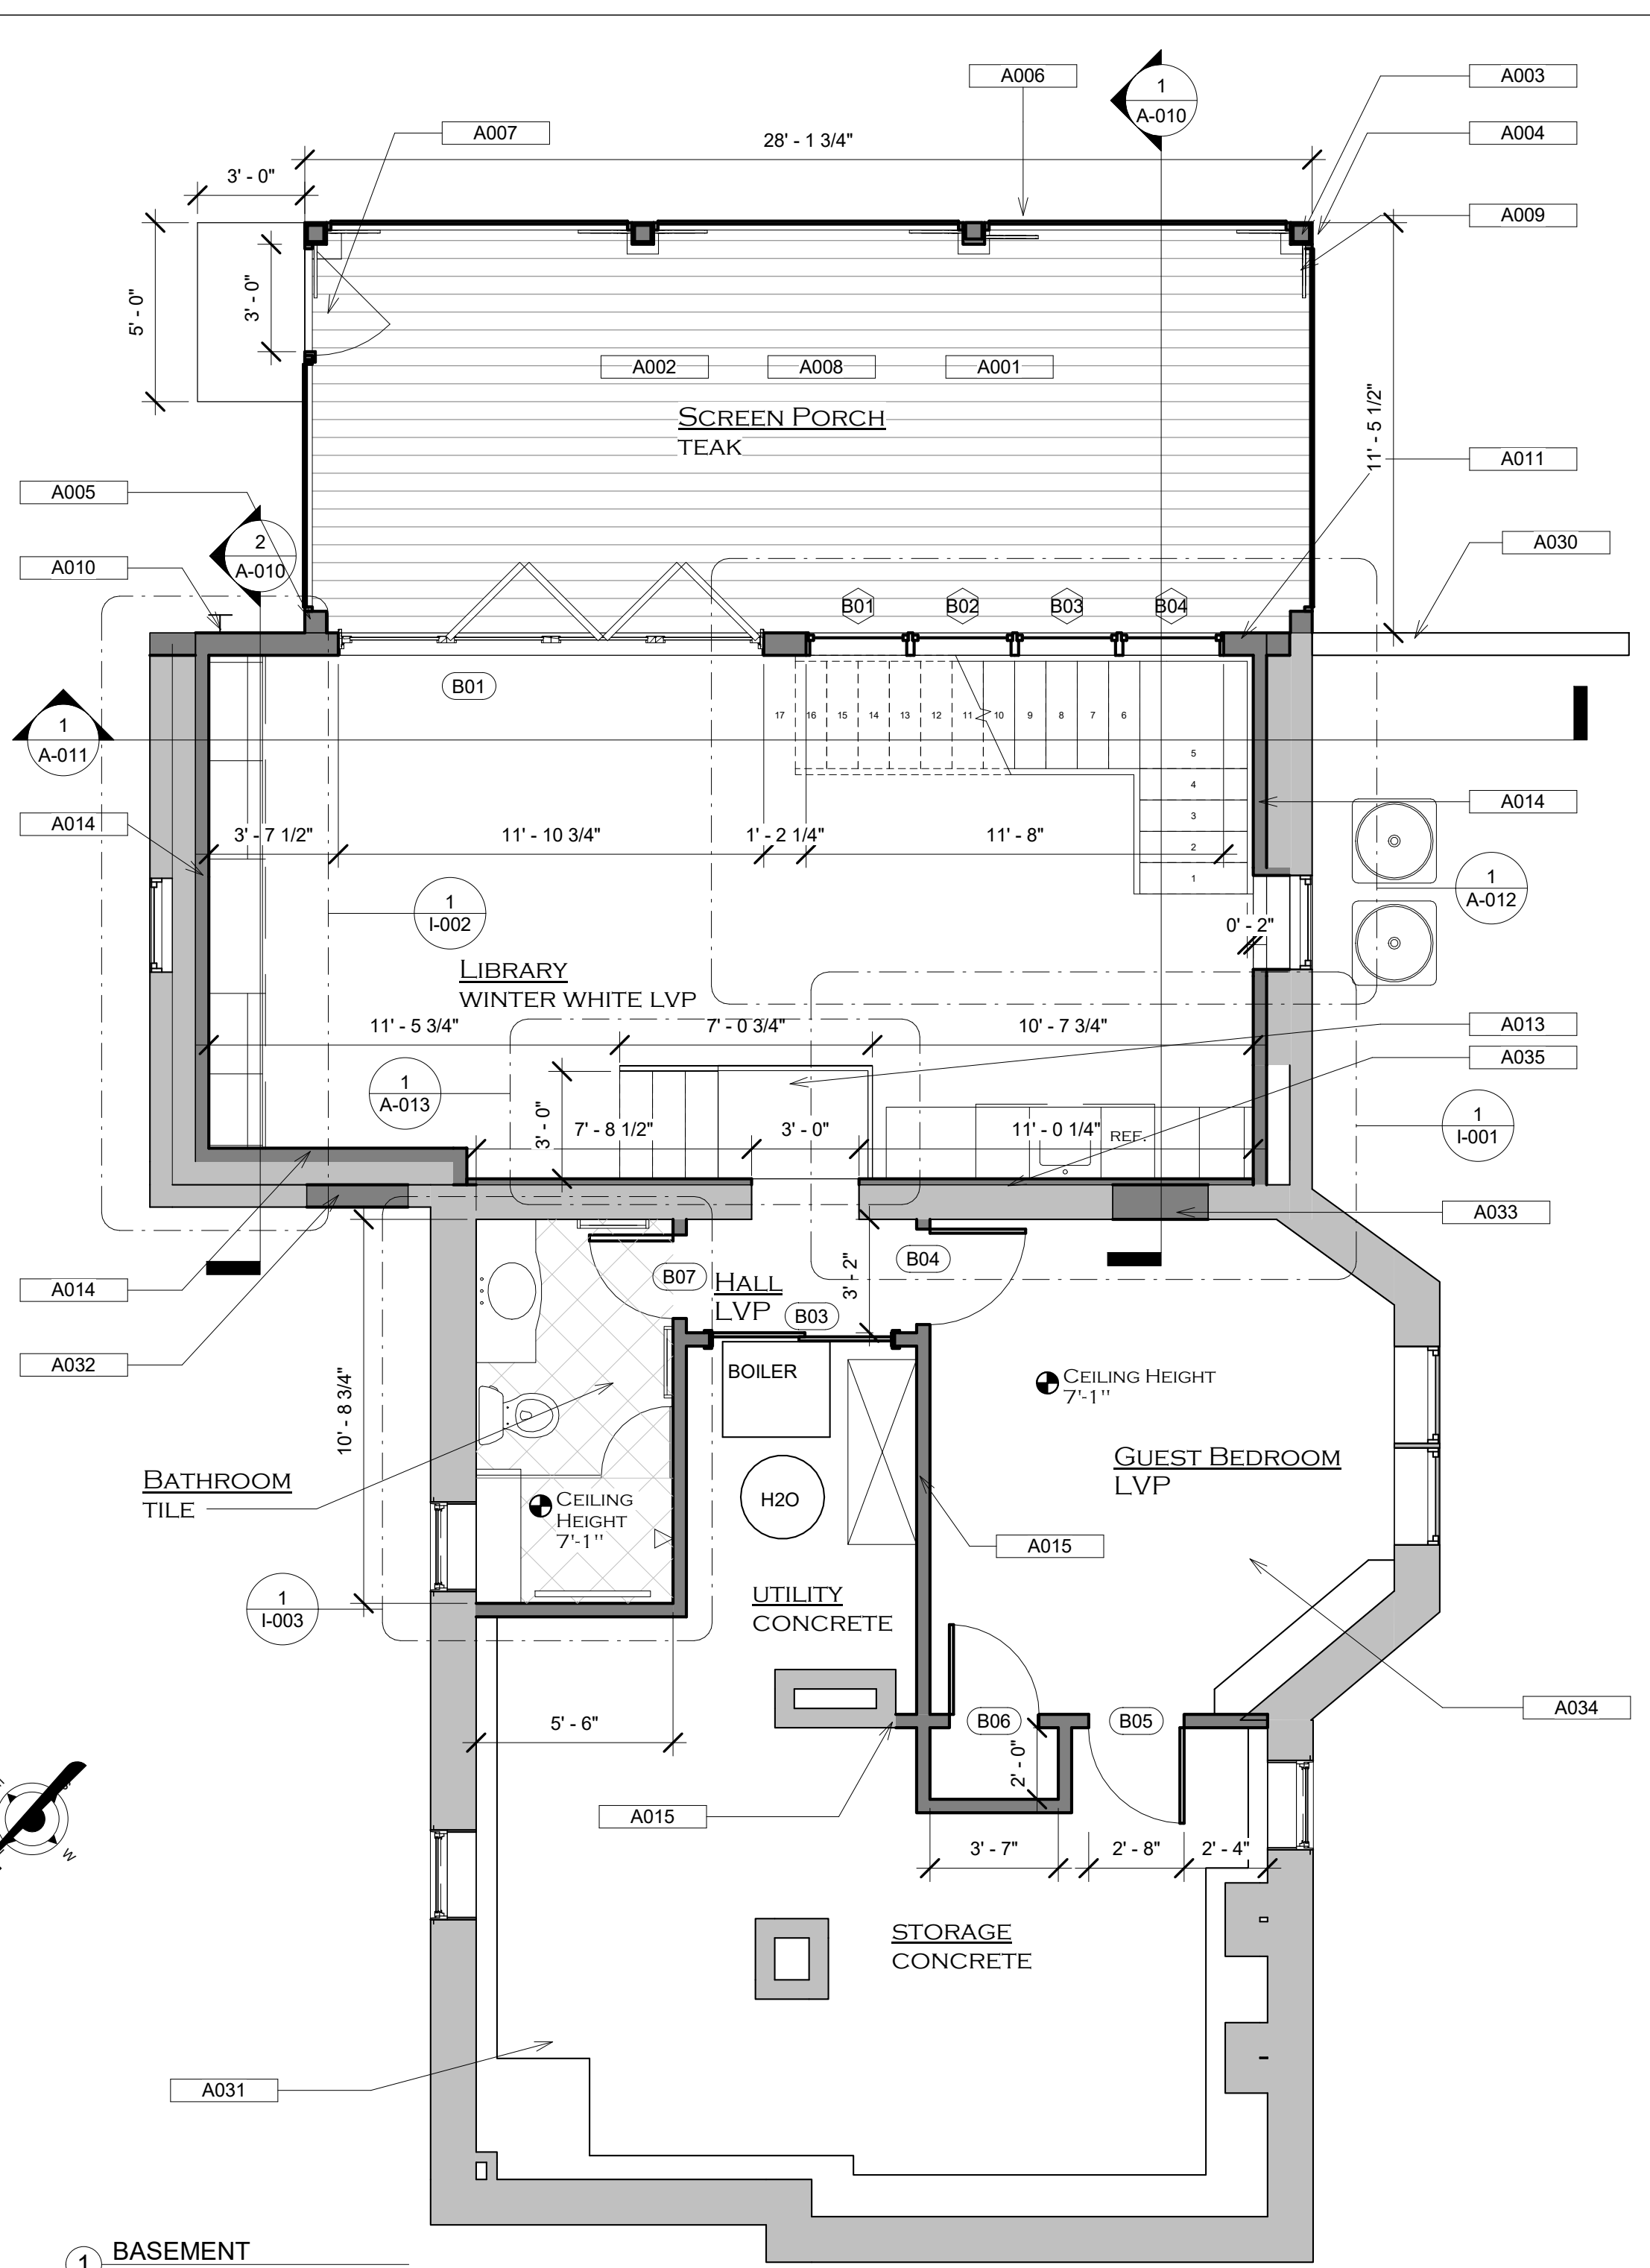 A006
1
A-010
A003
A007
28' - 1 3/4"
A004
3' - 0"
A009
5' - 0"
3' - 0"
A002
A008
A001
SCREEN PORCH
TEAK
11' - 5 1/2"
A011
A005
2
A-010
A030
A010
B01
B02
B03
B04
B01
17
16
15
14
13
12
11
10
9
8
7
6
5
4
3
2
1
1
A-011
A014
A014
3' - 7 1/2"
11' - 10 3/4"
1' - 2 1/4"
11' - 8"
1
A-012
1
I-002
0' - 2"
LIBRARY
WINTER WHITE LVP
11' - 5 3/4"
7' - 0 3/4"
10' - 7 3/4"
A013
A035
1
A-013
3' - 0"
7' - 8 1/2"
3' - 0"
11' - 0 1/4"
REF.
1
I-001
A033
B07
HALL
LVP
B03
3' - 2"
B04
A014
A032
BOILER
CEILING HEIGHT
7'-1"
10' - 8 3/4"
GUEST BEDROOM
LVP
BATHROOM
TILE
CEILING
HEIGHT
7'-1"
H2O
A015
1
I-003
UTILITY
CONCRETE
A034
5' - 6"
B06
B05
2' - 0"
A015
W
3' - 7"
2' - 8"
2' - 4"
STORAGE
CONCRETE
A031
1
BASEMENT